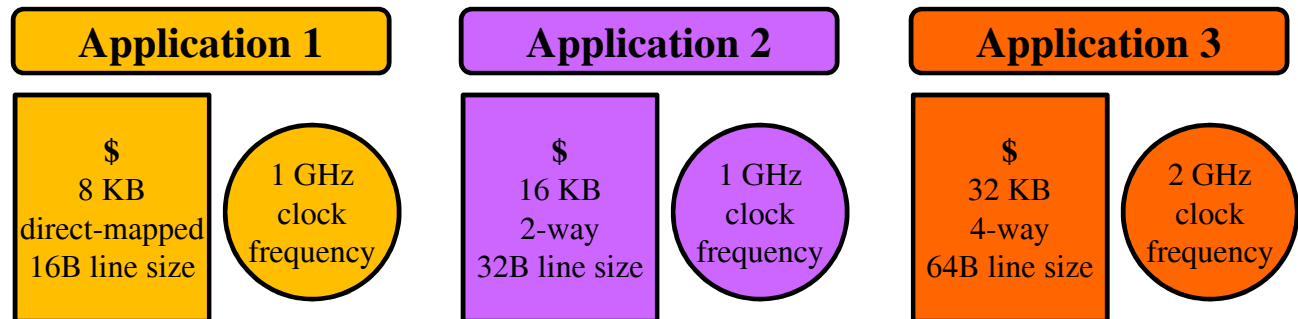 Application 1
Application 2
Application 3
$
8 KB
direct-mapped
16B line size
1 GHz
clock
frequency
$
16 KB
2-way
32B line size
1 GHz
clock
frequency
$
32 KB
4-way
64B line size
2 GHz
clock
frequency